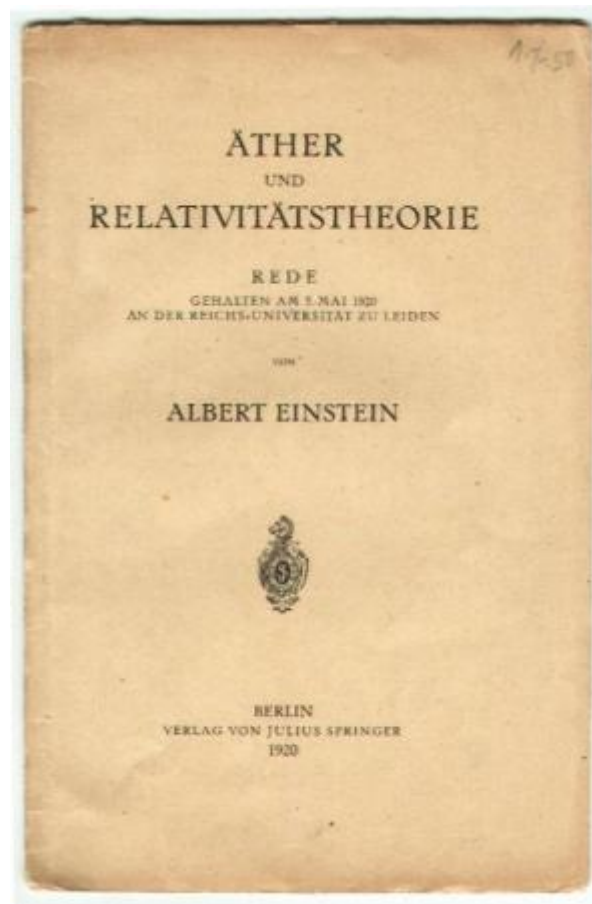 ÄTHER
UND
RELATIVITÄTSTHEORIE
REDE
GEHALTEN AM 5. MAI 1920
AN DER REICHS-UNIVERSITÄT ZU LEIDEN
VON
ALBERT EINSTEIN
BERLIN
VERLAG VON JULIUS SPRINGER
1920